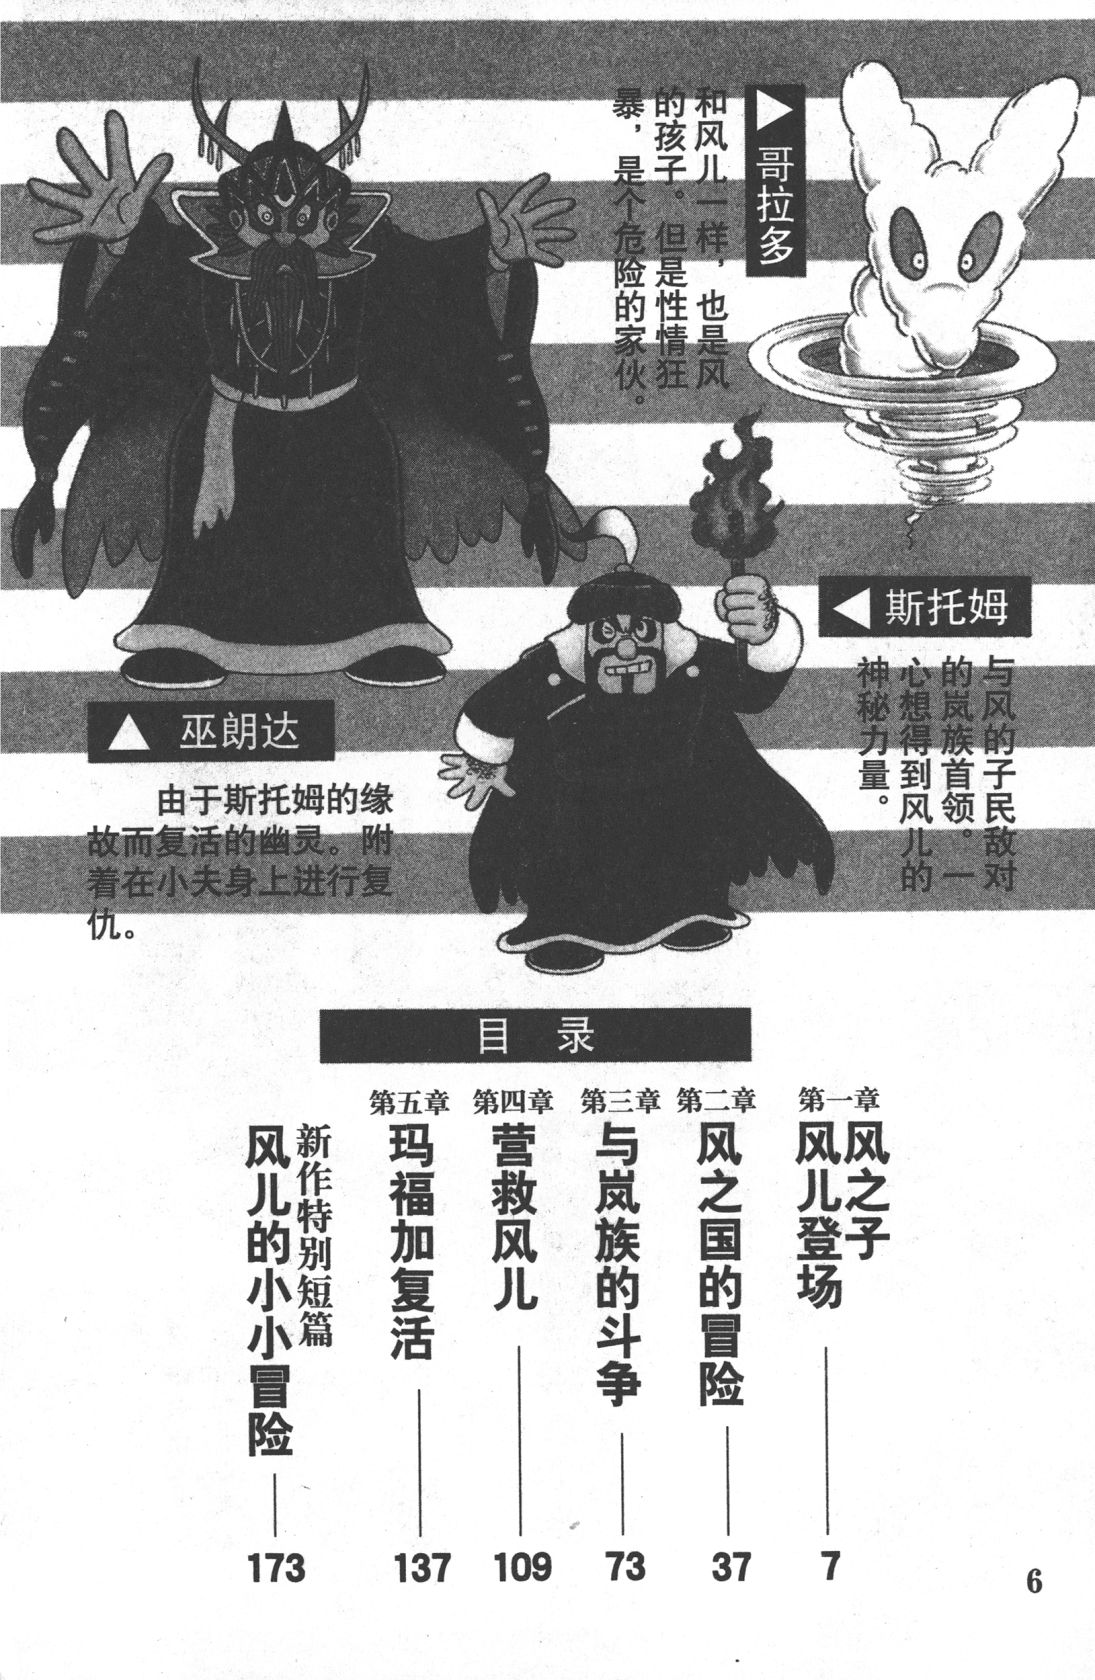 哥拉多
和风儿一样，也是风
的孩子。但是性情狂
暴，是个危险的家伙。
斯托姆
与风的子民敌对
的岚族首领。一
心想得到风儿的
神秘力量。
巫朗达
由于斯托姆的缘
故而复活的幽灵。附
着在小夫身上进行复
仇。
目 录
第一章
风之子
风儿登场
7
第二章
风之国的冒险
37
第三章
与岚族的斗争
73
第四章
营救风儿
109
第五章
玛福加复活
137
新作特别短篇
风儿的小小冒险
173
6